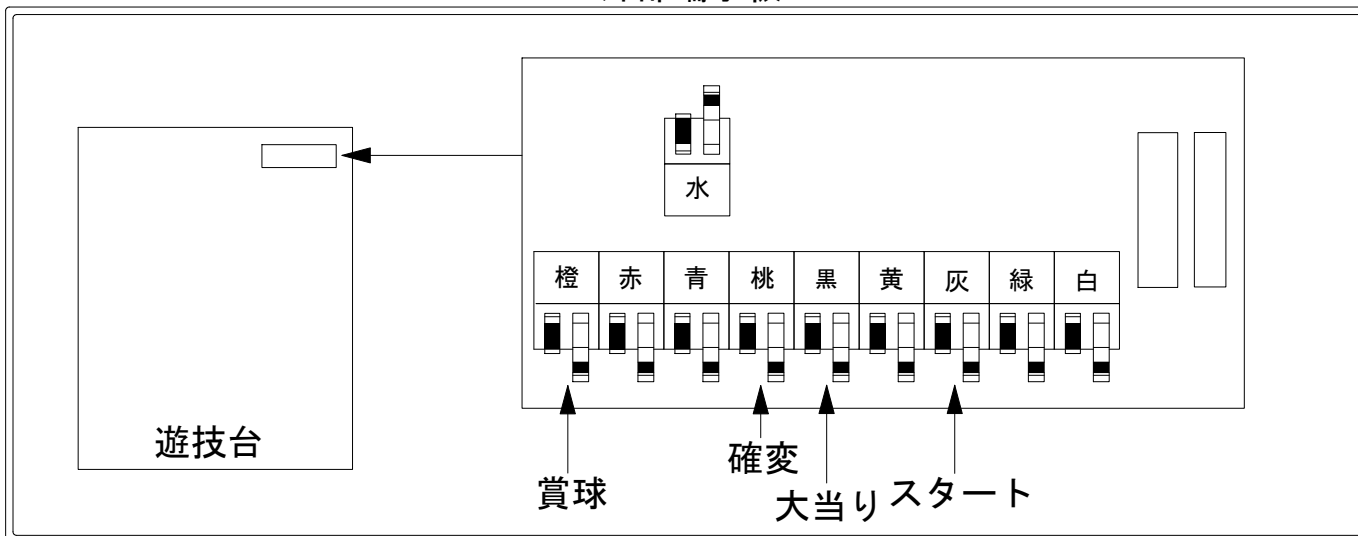 水
橙 赤 青 桃 黒 黄 灰 緑 白
遊技台
賞球
確変
大当り
スタート